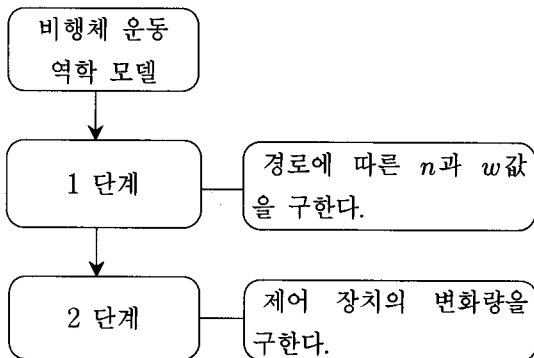 비행체 운동
역학 모델
1 단계
경로에 따른 n과 w값
을 구한다.
2 단계
제어 장치의 변화량을
구한다.